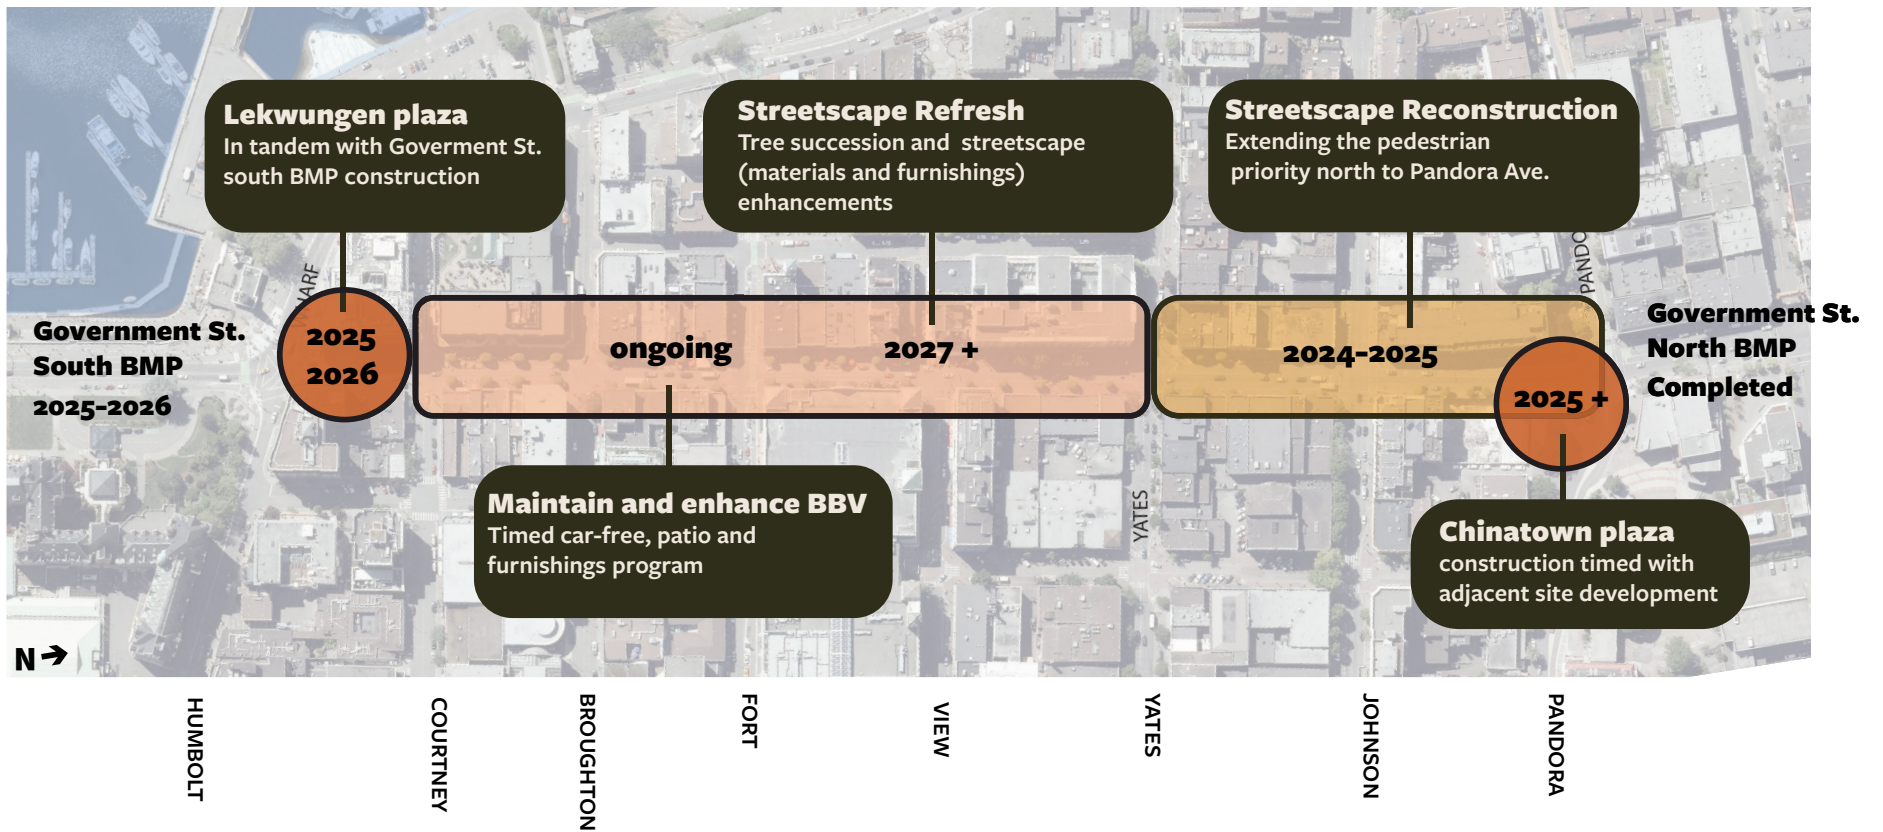 Lekwungen plaza
In tandem with Goverment St.
south BMP construction
Streetscape Refresh
Tree succession and streetscape
(materials and furnishings)
enhancements
Streetscape Reconstruction
Extending the pedestrian
priority north to Pandora Ave.
WHARF
PANDO
Government St.
South BMP
2025-2026
2025
2026
ongoing
2027 +
2024-2025
2025 +
Government St.
North BMP
Completed
Maintain and enhance BBV
Timed car-free, patio and
furnishings program
YATES
Chinatown plaza
construction timed with
adjacent site development
N
HUMBOLT
COURTNEY
BROUGHTON
FORT
VIEW
YATES
JOHNSON
PANDORA